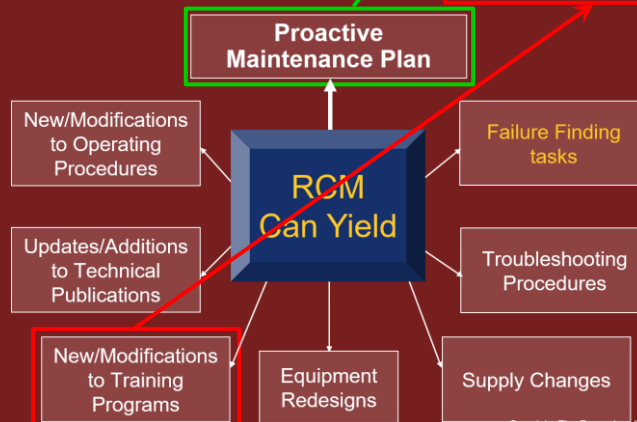 Proactive
Maintenance Plan
New/Modifications
to Operating
Procedures
Failure Finding
tasks
RCM
Can Yield
Updates/Additions
to Technical
Publications
Troubleshooting
Procedures
New/Modifications
to Training
Programs
Equipment
Redesigns
Supply Changes